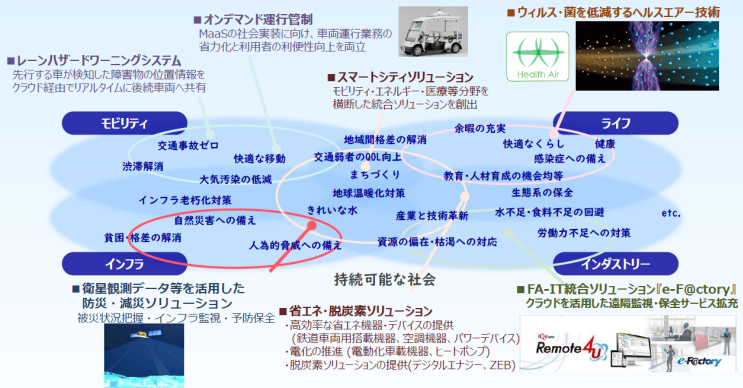 ■オンデマンド運行管制
MaaSの社会実装に向け、車両運行業務の
省力化と利用者の利便性向上を両立
■ウィルス・菌を低減するヘルスエアー技術
Health Air
■レーンハザードワーニングシステム
先行する車が検知した障害物の位置情報を
クラウド経由でリアルタイムに後続車両へ共有
■スマートシティソリューション
モビリティ・エネルギー・医療等分野を
横断した統合ソリューションを創出
モビリティ
ライフ
交通事故ゼロ
渋滞解消
快適な移動
大気汚染の低減
地域間格差の解消
交通弱者のQOL向上
まちづくり
地球温暖化対策
きれいな水
余暇の充実
快適なくらし
健康
感染症への備え
教育・人材育成の機会均等
生態系の保全
インフラ老朽化対策
自然災害への備え
貧困・格差の解消
人為的脅威への備え
産業と技術革新
水不足・食料不足の回避
etc.
資源の偏在・枯渇への対応
労働力不足への対策
インフラ
インダストリー
持続可能な社会
■衛星観測データ等を活用した
防災・減災ソリューション
被災状況把握・インフラ監視・予防保全
■省エネ・脱炭素ソリューション
・高効率な省エネ機器・デバイスの提供
(鉄道車両用搭載機器、空調機器、パワーデバイス)
・電化の推進 (電動化車載機器、ヒートポンプ)
・脱炭素ソリューションの提供(デジタルエナジー、ZEB)
■FA-IT統合ソリューション『e-F@ctory』
クラウドを活用した遠隔監視・保全サービス拡充
iQ Care
Remote4U
e-F@ctory